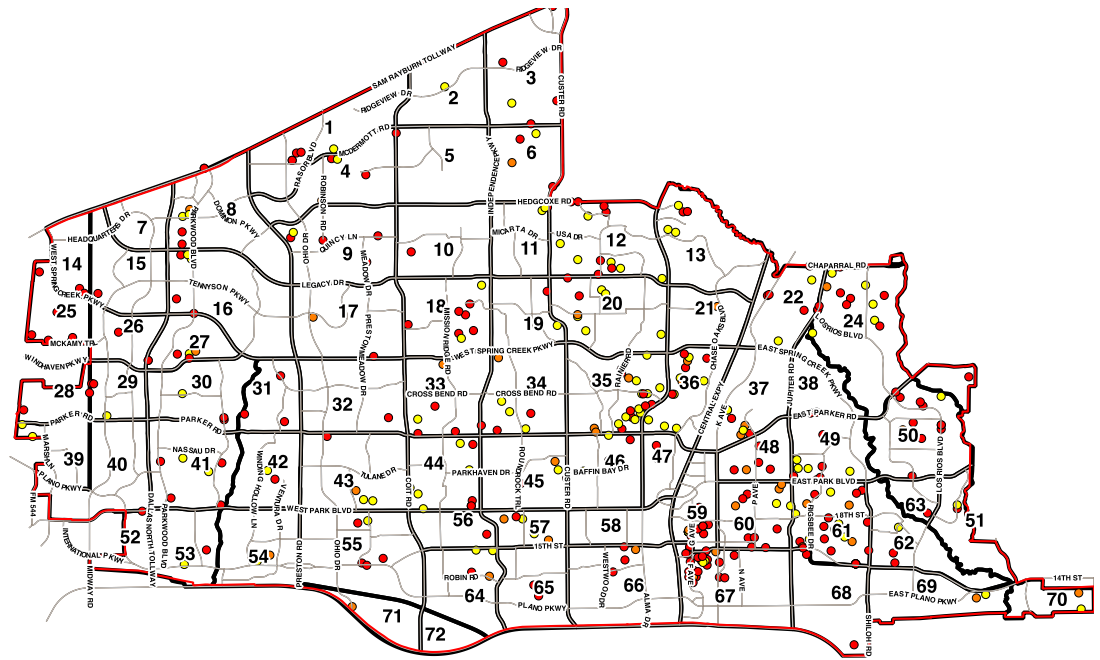 SAM RAYBURN TOLLWAY
RIDGEVIEW DR
3
2
RIDGEVIEW DR
CUSTER RD
1
MCDERMOTT RD
INDEPENDENCE PKWY
5
6
4
RASOR BLVD
ROBINSON RD
HEDGCOXE RD
HEADQUARTERS DR
7
8
DOMINION PKWY
PARKWOOD BLVD
OHIO DR
QUINCY LN
9
10
MICARTA DR
11
USA DR
12
13
WEST SPRING CREEK PKWY
14
15
MEADOW DR
CHAPARRAL RD
TENNYSON PKWY
LEGACY DR
25
26
16
17
18
MISSION RIDGE RD
19
20
21
22
24
LOS RIOS BLVD
CHASE OAKS BLVD
MCKAMY TRL
27
WEST SPRING CREEK PKWY
EAST SPRING CREEK PKWY
WINDHAVEN PKWY
PRESTON MEADOW DR
RAINIER RD
28
29
30
31
32
33
34
35
36
37
38
CROSS BEND RD
CROSS BEND RD
CENTRAL EXPY
K AVE
JUPITER RD
PARKER RD
PARKER RD
EAST PARKER RD
MARSH LN
39
40
NASSAU DR
41
42
WINDING HOLLOW LN
VENTURA DR
43
TULANE DR
COIT RD
44
PARKHAVEN DR
ROUNDROCK TRL
45
CUSTER RD
BAFFIN BAY DR
46
47
48
49
50
LOS RIOS BLVD
PLANO PKWY
FM 544
EAST PARK BLVD
P AVE
DALLAS NORTH TOLLWAY
PARKWOOD BLVD
WEST PARK BLVD
56
57
58
59
60
18TH ST
61
RIGSBEE DR
62
63
51
INTERNATIONAL PKWY
52
53
54
55
OHIO DR
PRESTON RD
15TH ST
G AVE
F AVE
MIDWAY RD
ROBIN RD
64
65
WESTWOOD DR
66
ALMA DR
67
N AVE
68
69
14TH ST
PLANO PKWY
EAST PLANO PKWY
70
71
72
SHILOH RD